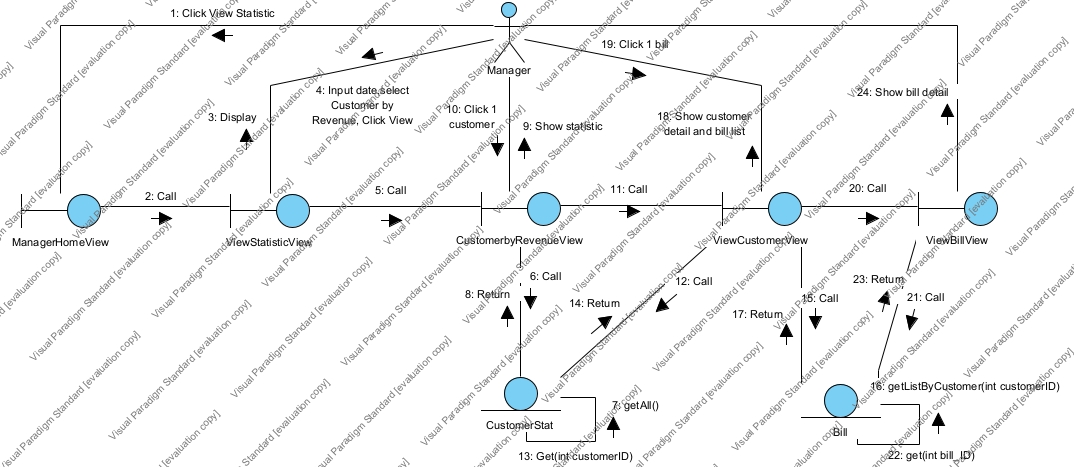 1: Click View Statistic
19: Click 1 bill
Manager
4: Input date,select
Customer by
Revenue, Click View
3: Display
10: Click 1
customer
9: Show statistic
18: Show customer
detail and bill list
24: Show bill detail
2: Call
5: Call
11: Call
20: Call
ManagerHomeView
ViewStatisticView
CustomerbyRevenueView
ViewCustomerView
ViewBillView
6: Call
8: Return
14: Return
12: Call
15: Call
17: Return
23: Return
21: Call
16: getListByCustomer(int customerID)
7: getAll()
CustomerStat
Bill
13: Get(int customerID)
22: get(int bill_ID)
Visual Paradigm Standard [evaluation copy]